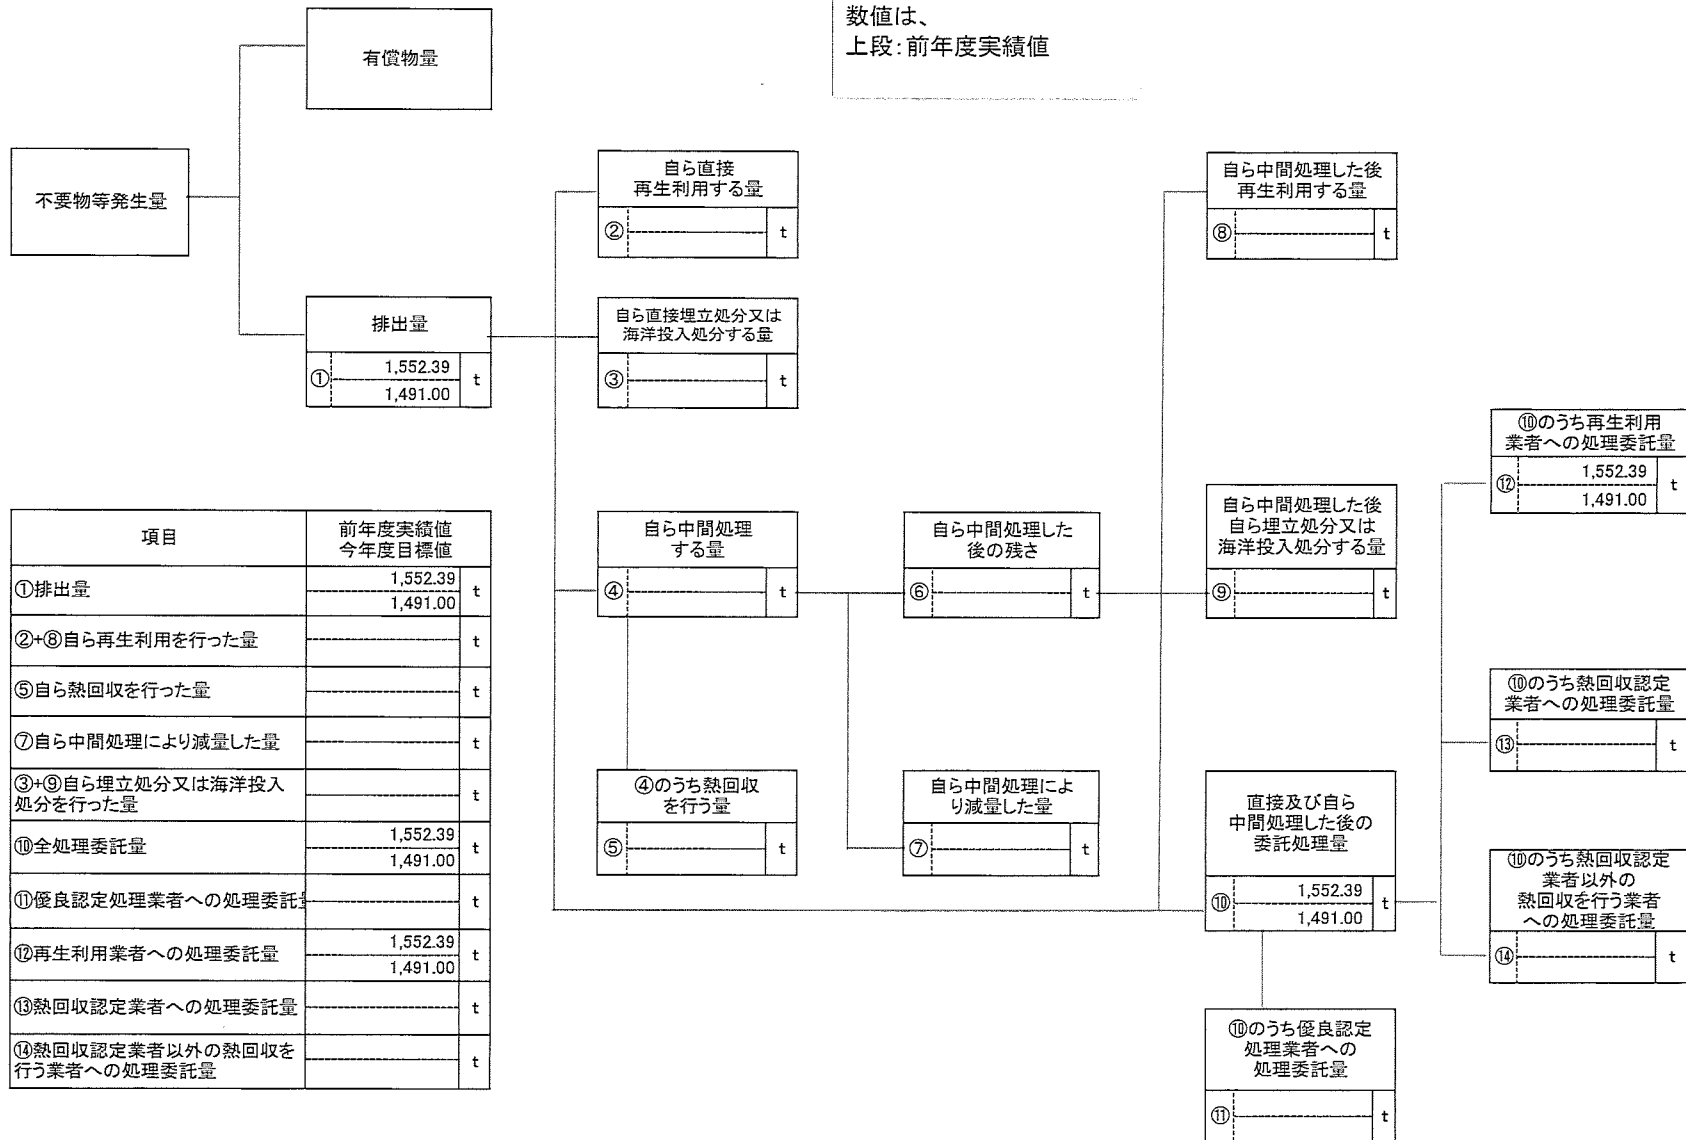 数値は、
上段：前年度実績値
有償物量
不要物等発生量
排出量
① 1,552.39 t
1,491.00
自ら直接
再生利用する量
② t
自ら直接埋立処分又は
海洋投入処分する量
③ t
自ら中間処理
する量
④ t
④のうち熱回収
を行う量
⑤ t
自ら中間処理した
後の残さ
⑥ t
自ら中間処理によ
り減量した量
⑦ t
自ら中間処理した後
再生利用する量
⑧ t
自ら中間処理した後
自ら埋立処分又は
海洋投入処分する量
⑨ t
直接及び自ら
中間処理した後の
委託処理量
⑩ 1,552.39 t
1,491.00
⑩のうち優良認定
処理業者への
処理委託量
⑪ t
⑩のうち再生利用
業者への処理委託量
⑫ 1,552.39 t
1,491.00
⑩のうち熱回収認定
業者への処理委託量
⑬ t
⑩のうち熱回収認定
業者以外の
熱回収を行う業者
への処理委託量
⑭ t
項目 前年度実績値
今年度目標値
①排出量 1,552.39 t
1,491.00
②+⑧自ら再生利用を行った量 t
⑤自ら熱回収を行った量 t
⑦自ら中間処理により減量した量 t
③+⑨自ら埋立処分又は海洋投入
処分を行った量 t
⑩全処理委託量 1,552.39 t
1,491.00
⑪優良認定処理業者への処理委託 t
⑫再生利用業者への処理委託量 1,552.39 t
1,491.00
⑬熱回収認定業者への処理委託量 t
⑭熱回収認定業者以外の熱回収を
行う業者への処理委託量 t